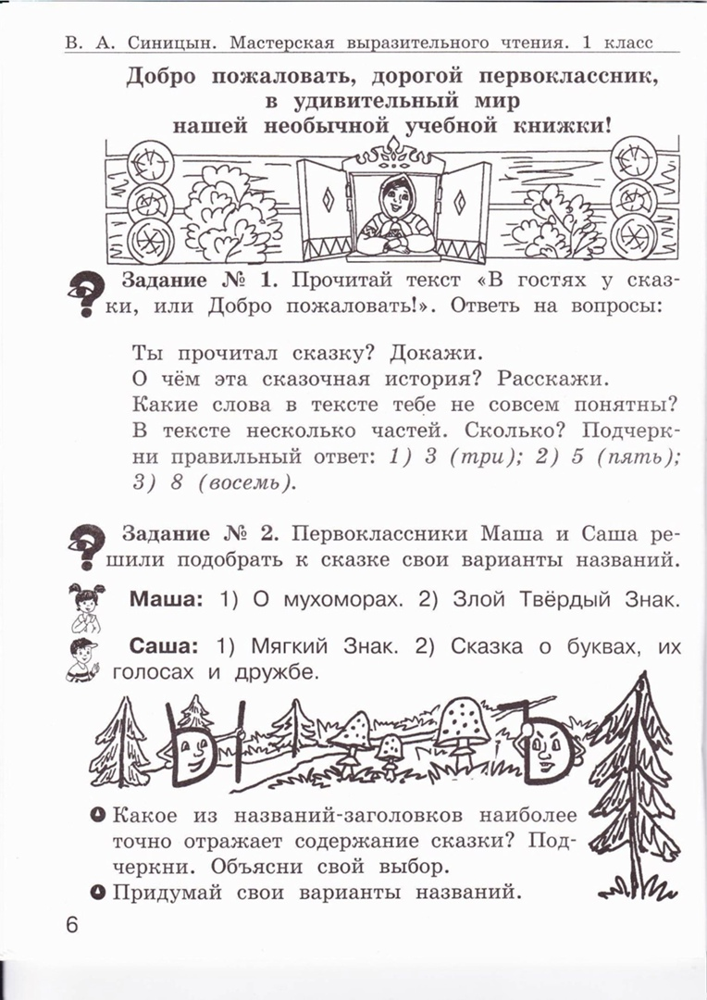 В. А. Синицын. Мастерская выразительного чтения. 1 класс
Добро пожаловать, дорогой первоклассник,
в удивительный мир
нашей необычной учебной книжки!
Задание № 1. Прочитай текст «В гостях у сказ-
ки, или Добро пожаловать!». Ответь на вопросы:
Ты прочитал сказку? Докажи.
О чём эта сказочная история? Расскажи.
Какие слова в тексте тебе не совсем понятны?
В тексте несколько частей. Сколько? Подчерк-
ни правильный ответ: 1) 3 (три); 2) 5 (пять);
3) 8 (восемь).
Задание № 2. Первоклассники Маша и Саша ре-
шили подобрать к сказке свои варианты названий.
Маша: 1) О мухоморах. 2) Злой Твёрдый Знак.
Саша: 1) Мягкий Знак. 2) Сказка о буквах, их
голосах и дружбе.
Ы Ъ
Какое из названий-заголовков наиболее
точно отражает содержание сказки? Под-
черкни. Объясни свой выбор.
Придумай свои варианты названий.
6